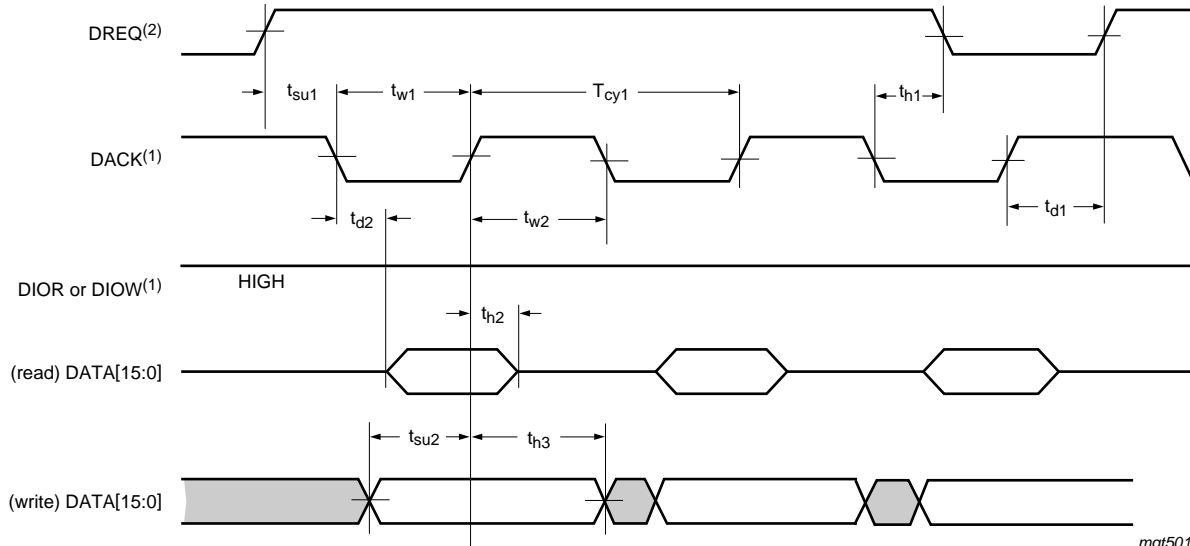 DREQ(2)
tsu1 tw1 Tcy1 th1
DACK(1)
td2 tw2 td1
DIOR or DIOW(1) HIGH
th2
(read) DATA[15:0]
tsu2 th3
(write) DATA[15:0]
mgt501